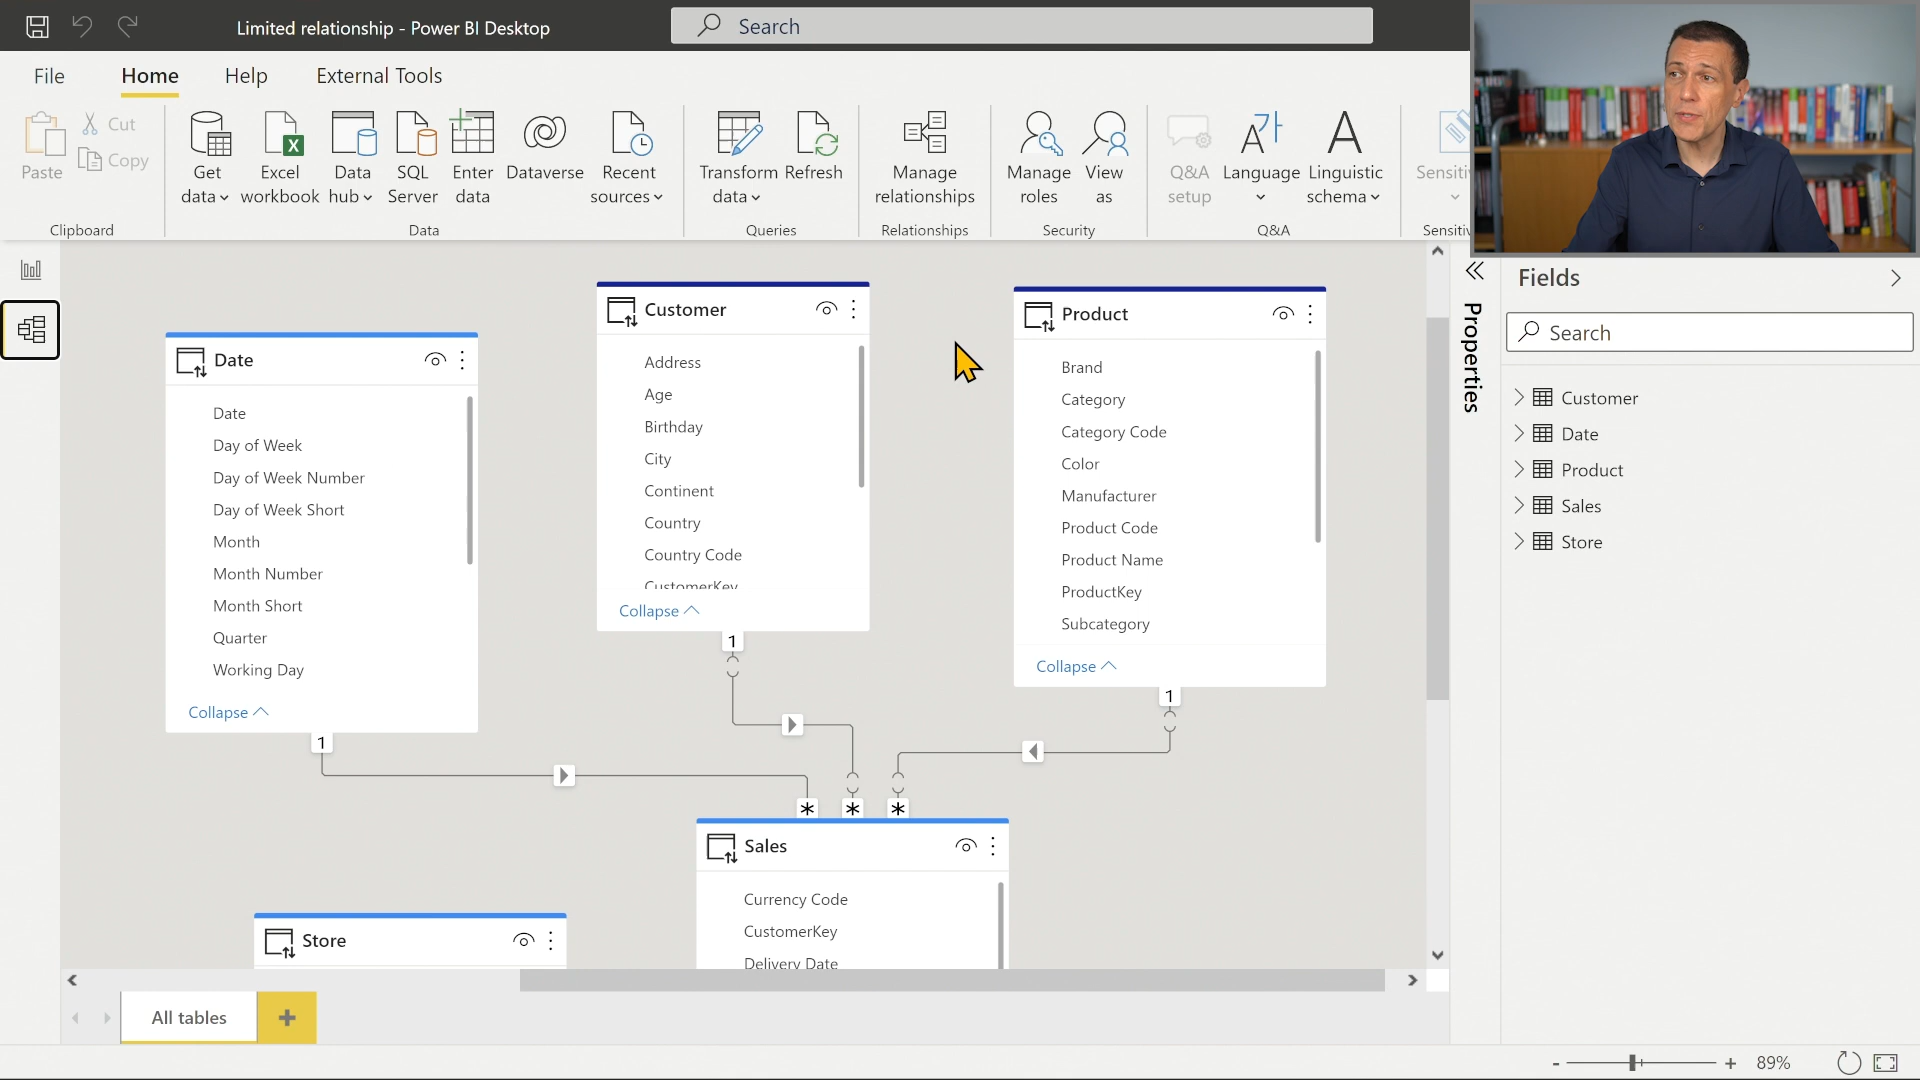 Limited relationship - Power BI Desktop
Search
File
Home
Help
External Tools
Paste
Cut
Copy
Clipboard
Get
data
Excel
workbook
Data
hub
SQL
Server
Enter
data
Dataverse
Recent
sources
Data
Transform
data
Refresh
Queries
Manage
relationships
Relationships
Manage
roles
View
as
Security
Q&A
setup
Language
Linguistic
schema
Q&A
Sensitiv
Sensitiv
Date
Date
Day of Week
Day of Week Number
Day of Week Short
Month
Month Number
Month Short
Quarter
Working Day
Collapse
1
Customer
Address
Age
Birthday
City
Continent
Country
Country Code
CustomerKey
Collapse
1
Product
Brand
Category
Category Code
Color
Manufacturer
Product Code
Product Name
ProductKey
Subcategory
Collapse
1
* * *
Sales
Currency Code
CustomerKey
Delivery Date
Store
Properties
Fields
Search
Customer
Date
Product
Sales
Store
All tables
+
- + 89%